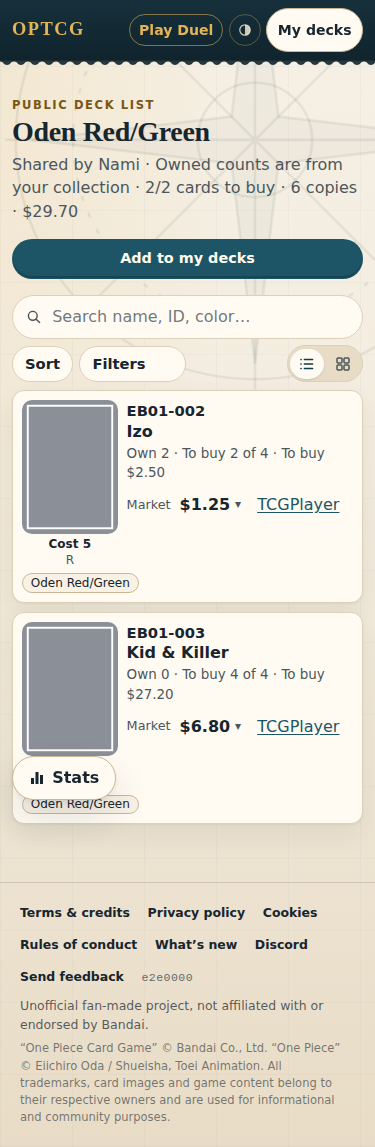 OPTCG
Play Duel
My decks
PUBLIC DECK LIST
Oden Red/Green
Shared by Nami · Owned counts are from
your collection · 2/2 cards to buy · 6 copies
· $29.70
Add to my decks
Search name, ID, color…
Sort
Filters
EB01-002
Izo
Own 2 · To buy 2 of 4 · To buy
$2.50
Market $1.25 ▾ TCGPlayer
Cost 5
R
Oden Red/Green
EB01-003
Kid & Killer
Own 0 · To buy 4 of 4 · To buy
$27.20
Market $6.80 ▾ TCGPlayer
Stats
Oden Red/Green
Terms & credits Privacy policy Cookies
Rules of conduct What’s new Discord
Send feedback e2e0000
Unofficial fan-made project, not affiliated with or
endorsed by Bandai.
“One Piece Card Game” © Bandai Co., Ltd. “One Piece”
© Eiichiro Oda / Shueisha, Toei Animation. All
trademarks, card images and game content belong to
their respective owners and are used for informational
and community purposes.